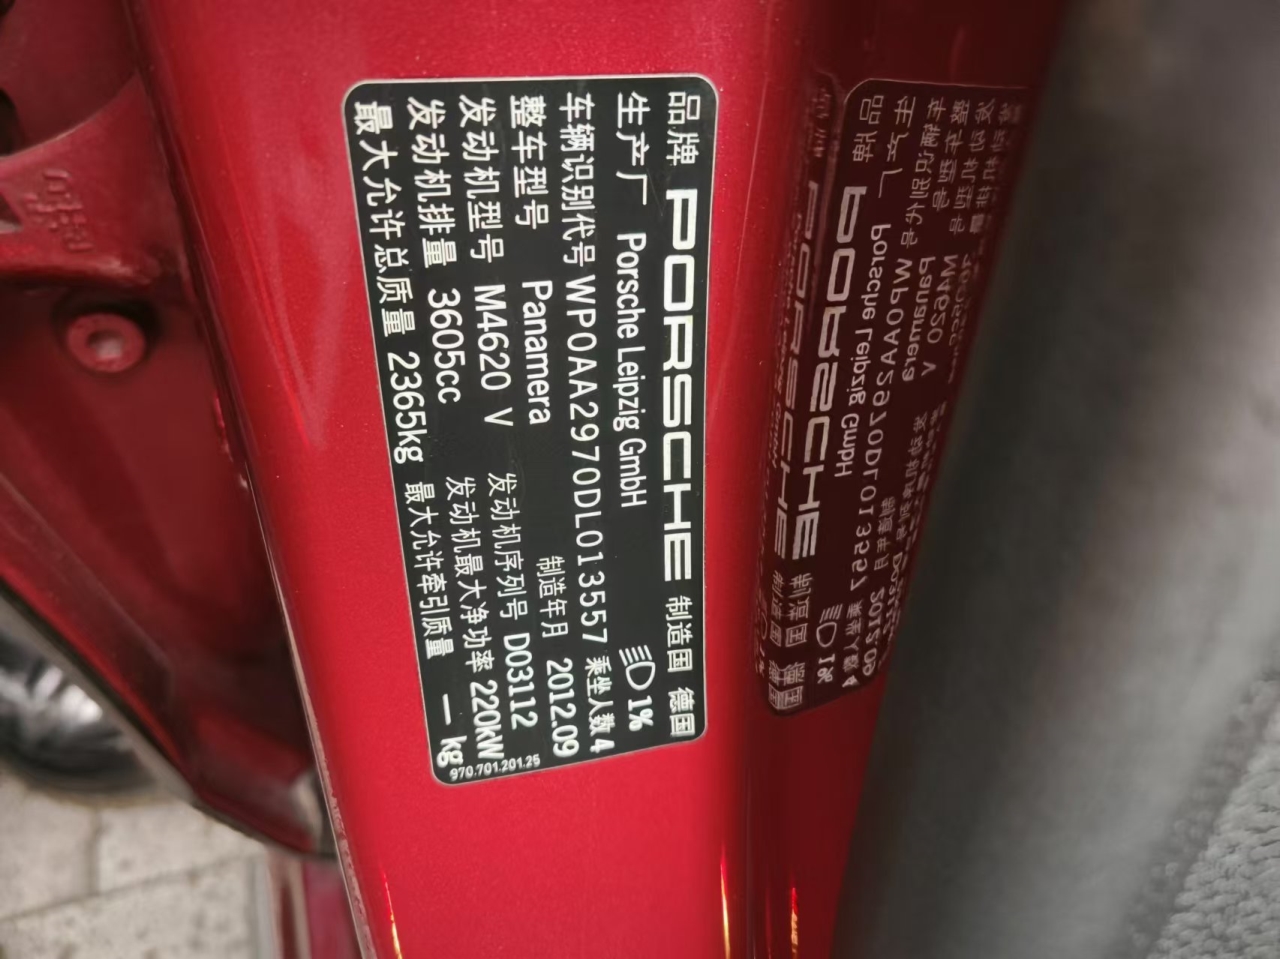 品牌 PORSCHE 制造国 德国
生产厂 Porsche Leipzig GmbH 1%
车辆识别代号 WP0AA2970DL013557 乘坐人数 4
整车型号 Panamera 制造年月 2012.09
发动机型号 M4620 V 发动机序列号 D03112
发动机排量 3605cc 发动机最大净功率 220kW
最大允许总质量 2365kg 最大允许牵引质量 — kg
970.701.201.25